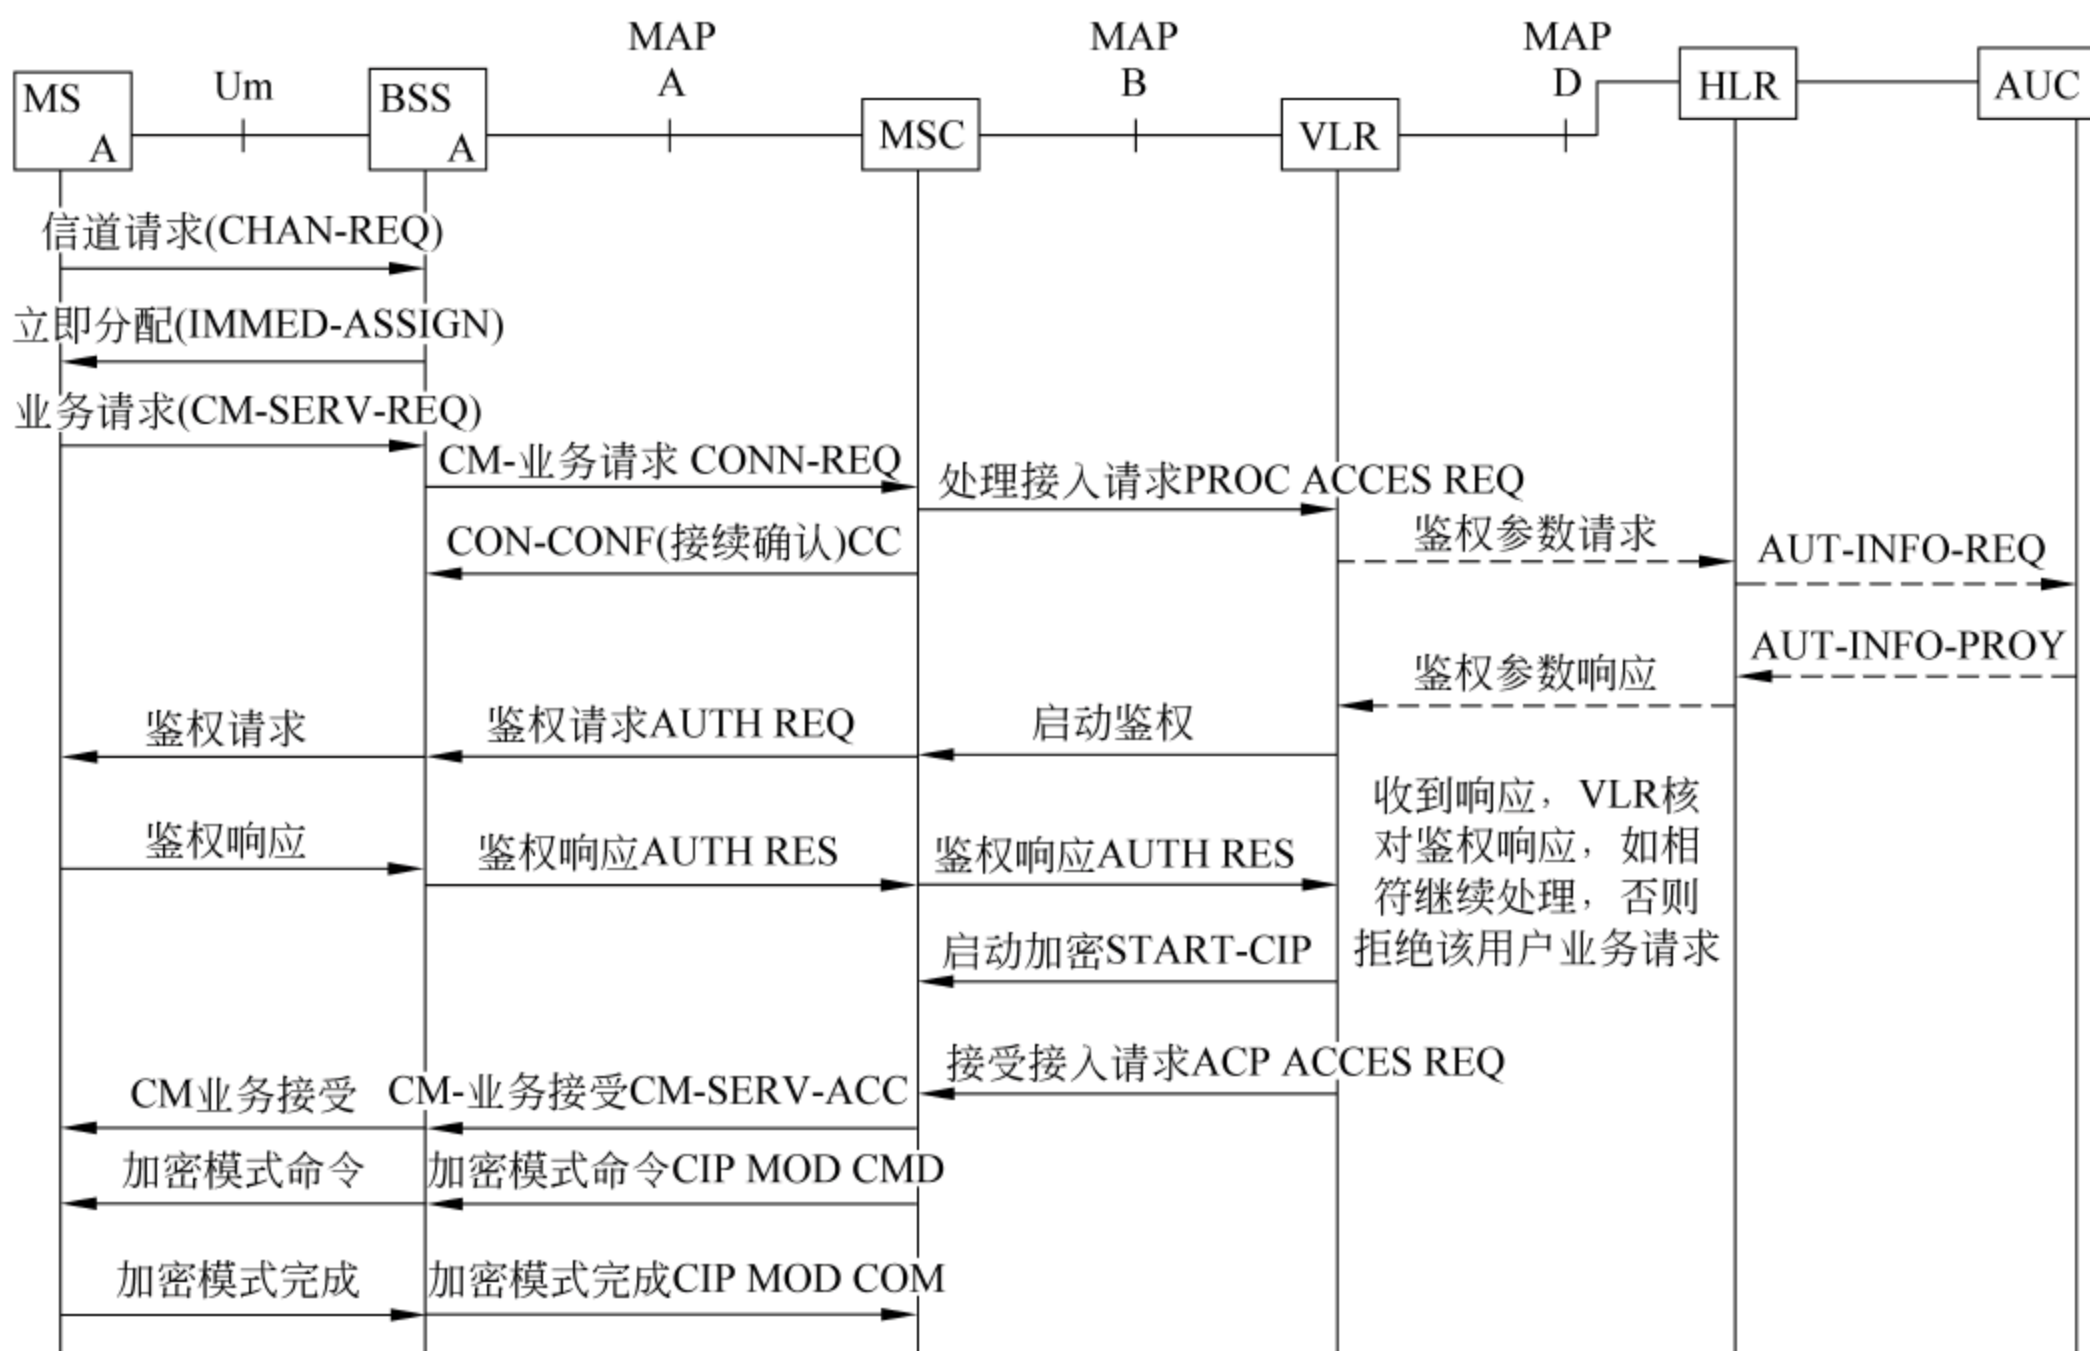 MAP
MAP
MAP
MS
A
Um
BSS
A
A
MSC
B
VLR
D
HLR
AUC
信道请求(CHAN-REQ)
立即分配(IMMED-ASSIGN)
业务请求(CM-SERV-REQ)
CM-业务请求 CONN-REQ
处理接入请求PROC ACCES REQ
CON-CONF(接续确认)CC
鉴权参数请求
AUT-INFO-REQ
AUT-INFO-PROY
鉴权参数响应
启动鉴权
鉴权请求AUTH REQ
鉴权请求
收到响应，VLR核
对鉴权响应，如相
符继续处理，否则
拒绝该用户业务请求
鉴权响应
鉴权响应AUTH RES
鉴权响应AUTH RES
启动加密START-CIP
接受接入请求ACP ACCES REQ
CM业务接受
CM-业务接受CM-SERV-ACC
加密模式命令
加密模式命令CIP MOD CMD
加密模式完成
加密模式完成CIP MOD COM